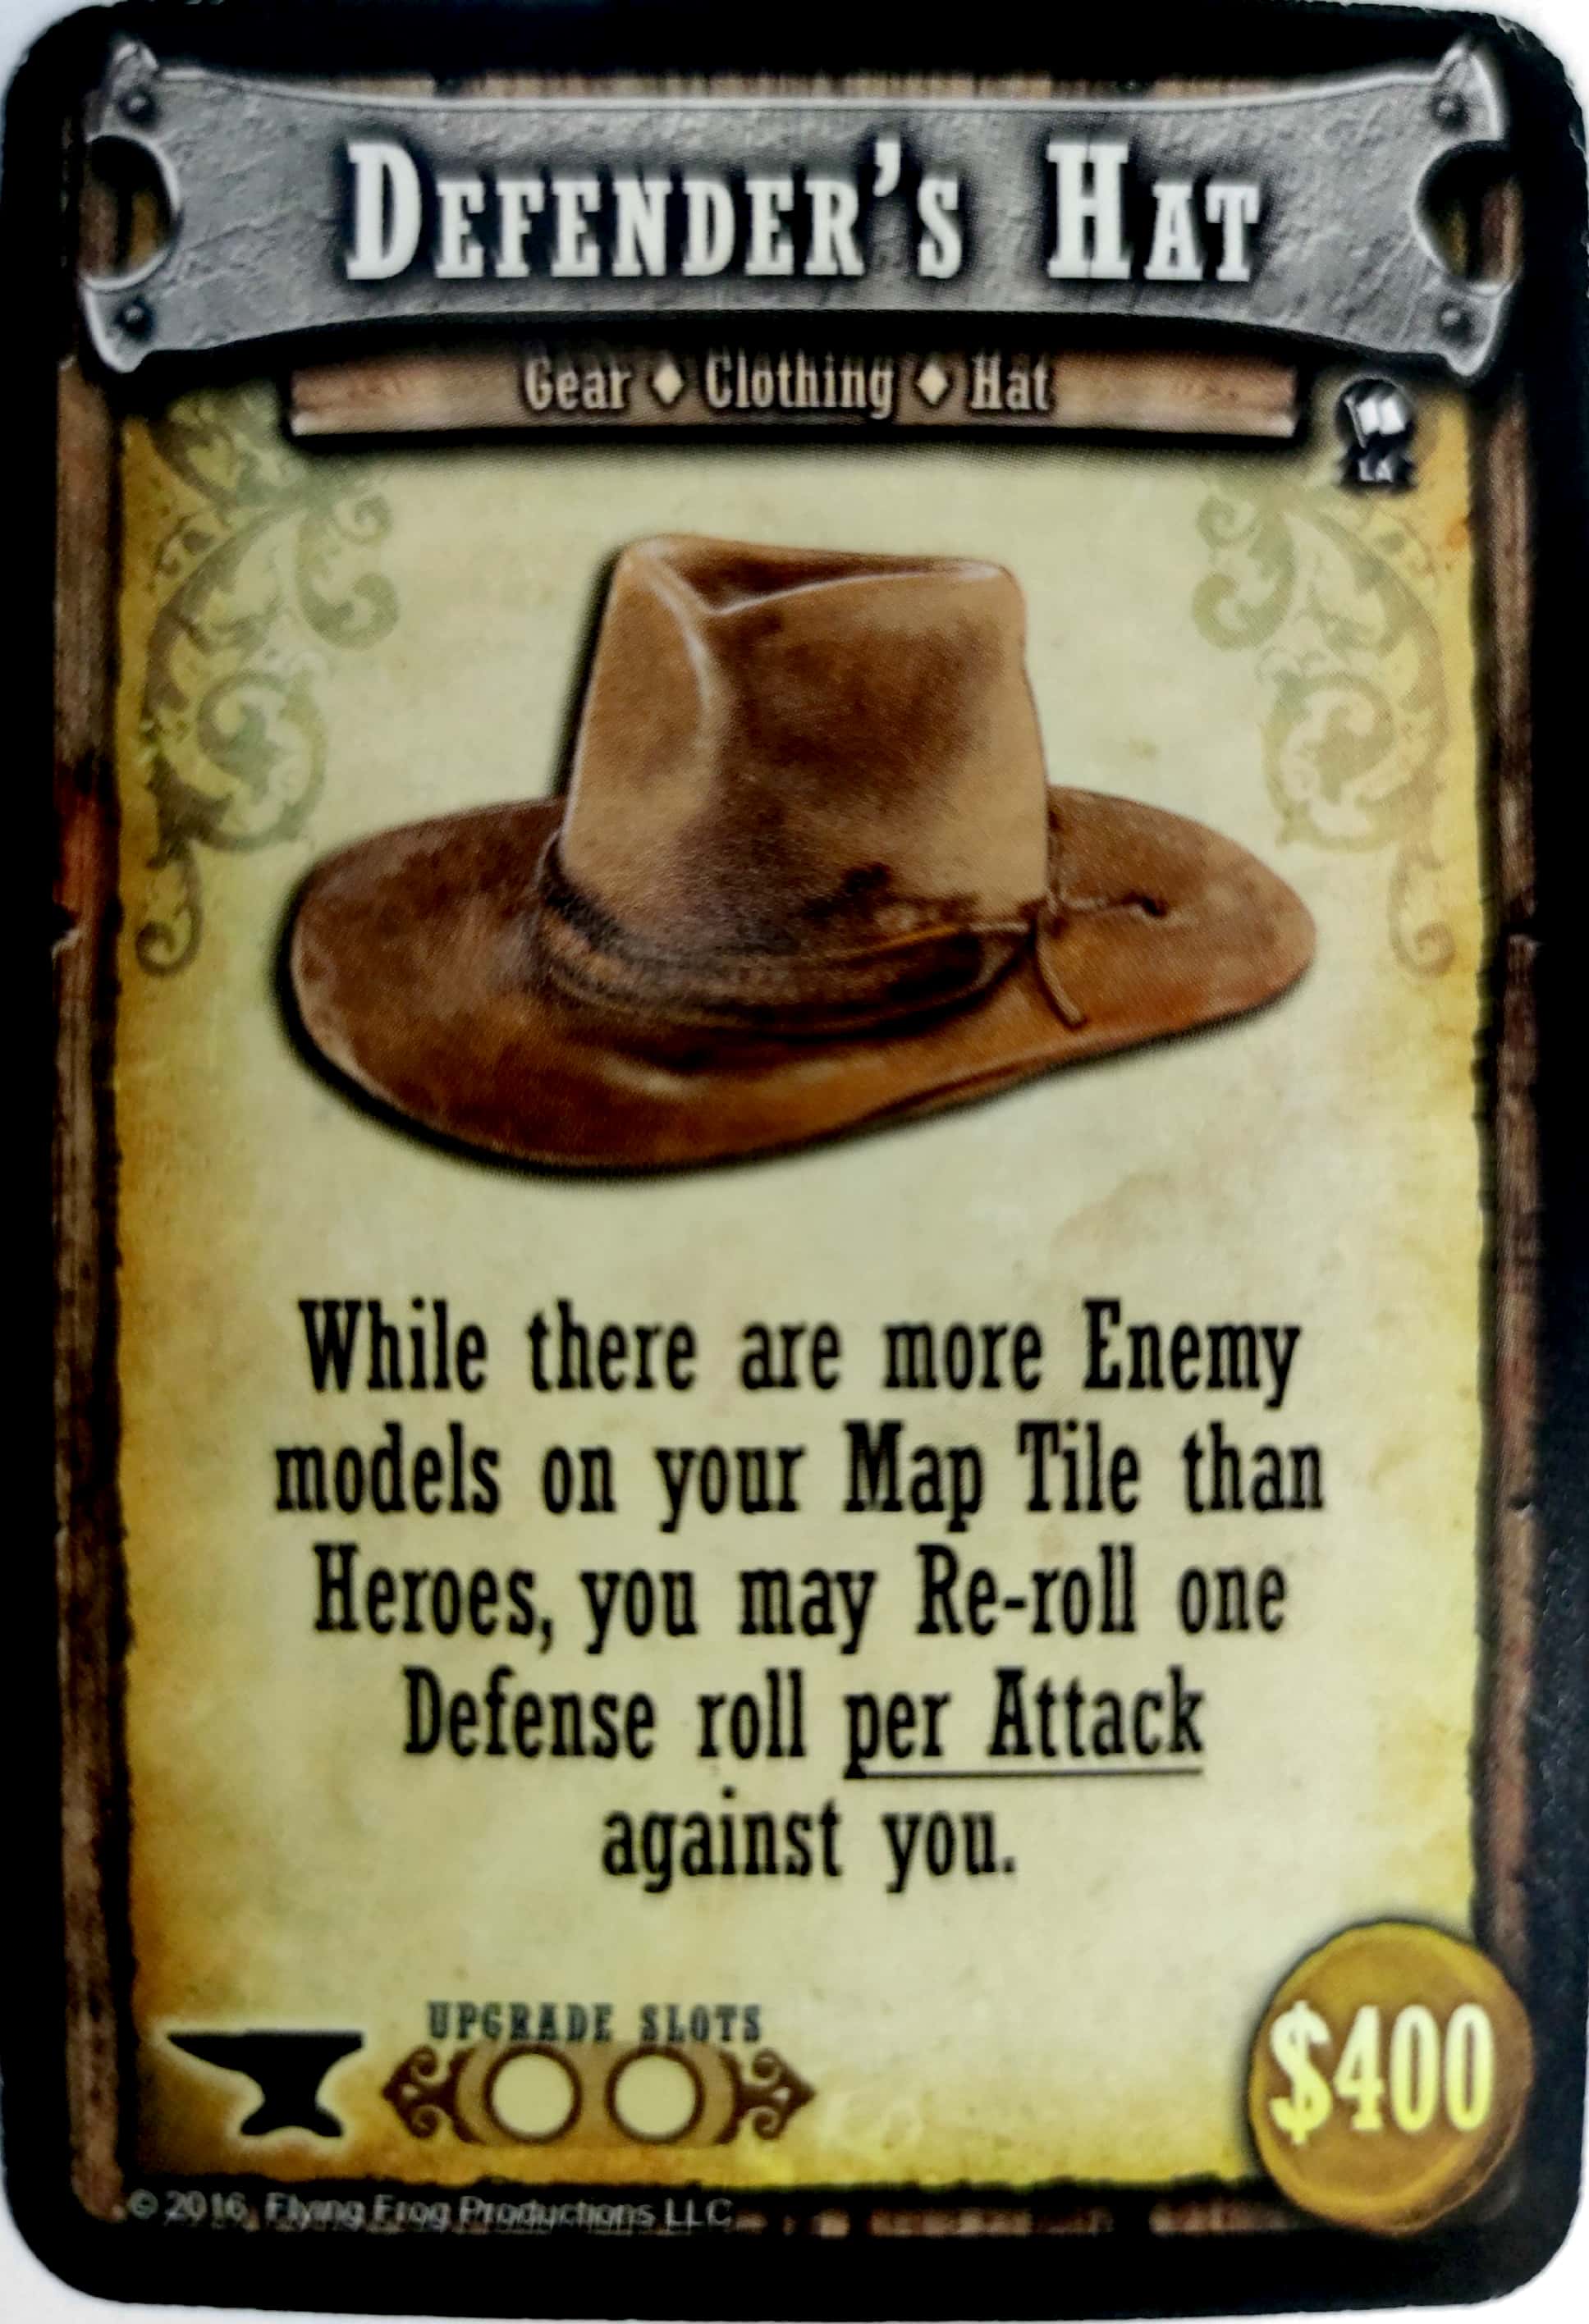 DEFENDER'S HAT
Gear ♦ Clothing ♦ Hat
LA
While there are more Enemy
models on your Map Tile than
Heroes, you may Re-roll one
Defense roll per Attack
against you.
UPGRADE SLOTS
$400
© 2016, Flying Frog Productions LLC